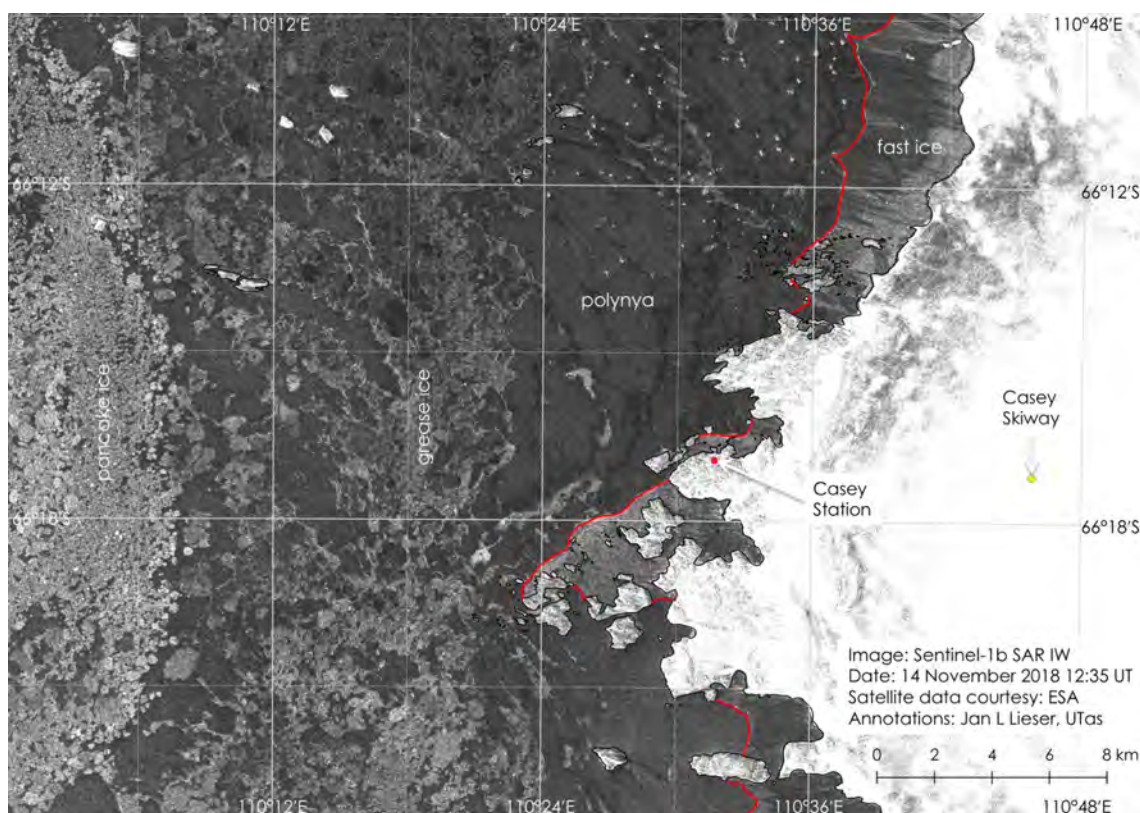 110°12'E 110°24'E 110°36'E 110°48'E
fast ice
66°12'S 66°12'S
polynya
pancake ice
grease ice
Casey
Skiway
Casey
Station
66°18'S 66°18'S
Image: Sentinel-1b SAR IW
Date: 14 November 2018 12:35 UT
Satellite data courtesy: ESA
Annotations: Jan L Lieser, UTas
0 2 4 6 8 km
110°12'E 110°24'E 110°36'E 110°48'E